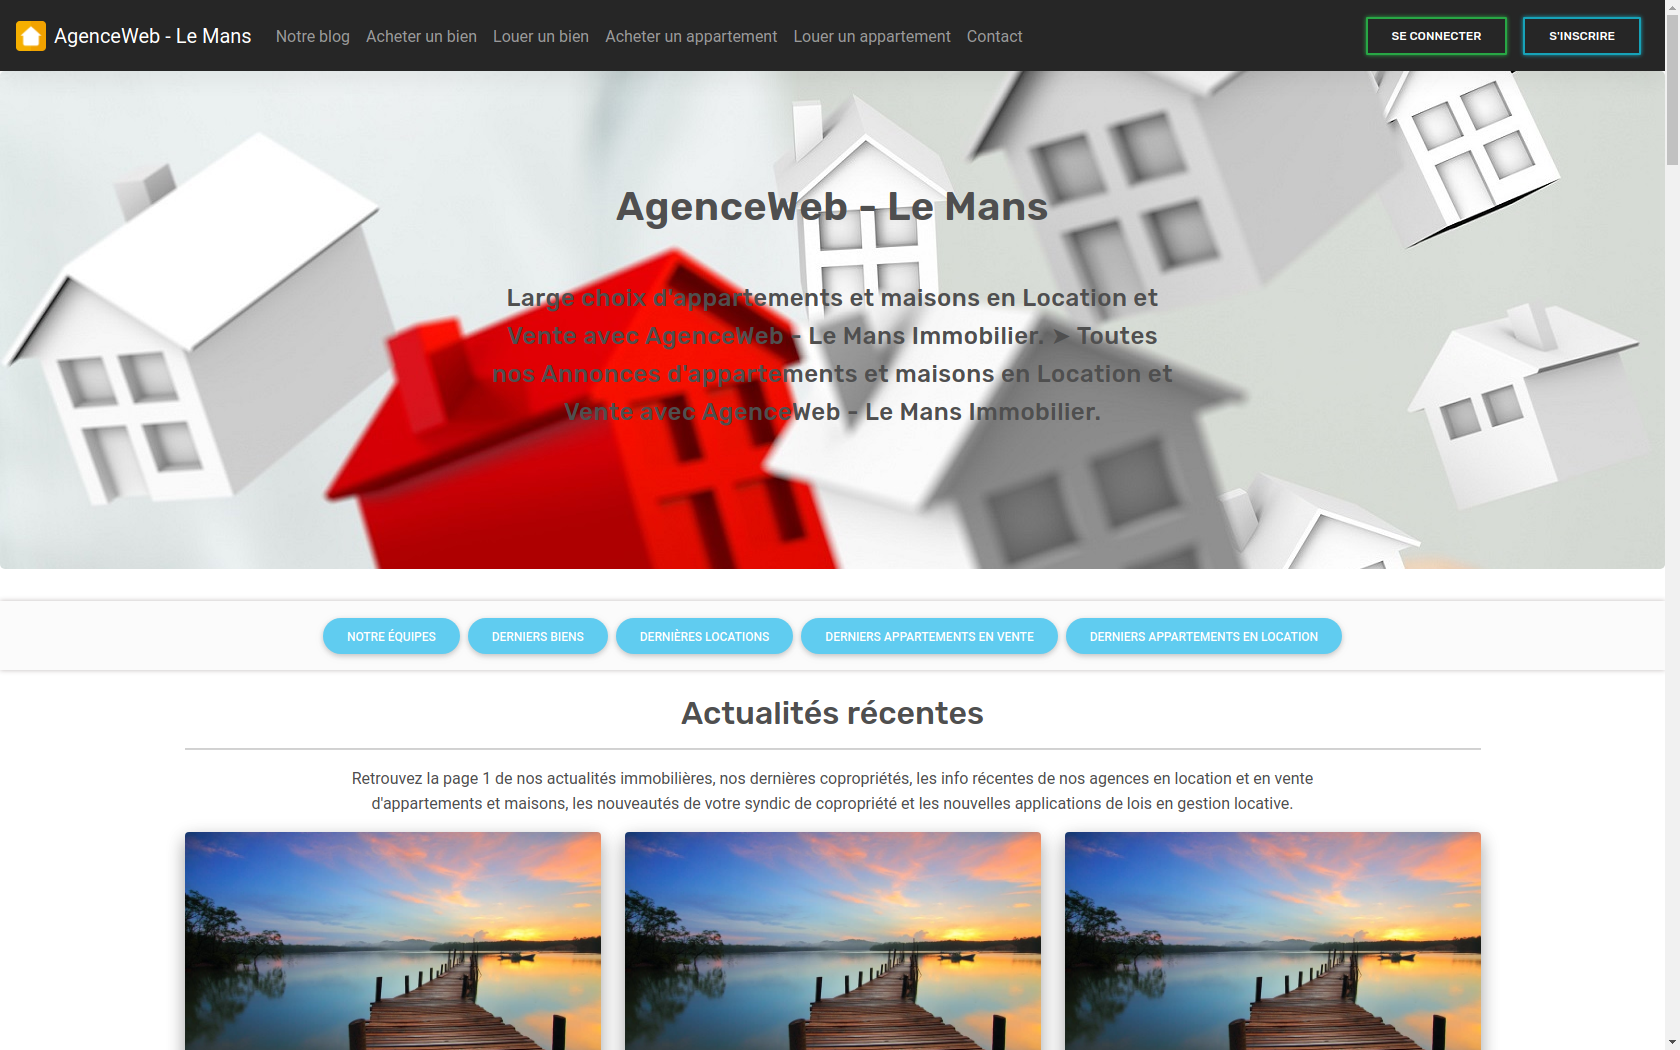 AgenceWeb - Le Mans
Notre blog
Acheter un bien
Louer un bien
Acheter un appartement
Louer un appartement
Contact
SE CONNECTER
S'INSCRIRE
AgenceWeb - Le Mans
Large choix d'appartements et maisons en Location et
Vente avec AgenceWeb - Le Mans Immobilier. ➤ Toutes
nos Annonces d'appartements et maisons en Location et
Vente avec AgenceWeb - Le Mans Immobilier.
NOTRE ÉQUIPES
DERNIERS BIENS
DERNIÈRES LOCATIONS
DERNIERS APPARTEMENTS EN VENTE
DERNIERS APPARTEMENTS EN LOCATION
Actualités récentes
Retrouvez la page 1 de nos actualités immobilières, nos dernières copropriétés, les info récentes de nos agences en location et en vente
d'appartements et maisons, les nouveautés de votre syndic de copropriété et les nouvelles applications de lois en gestion locative.